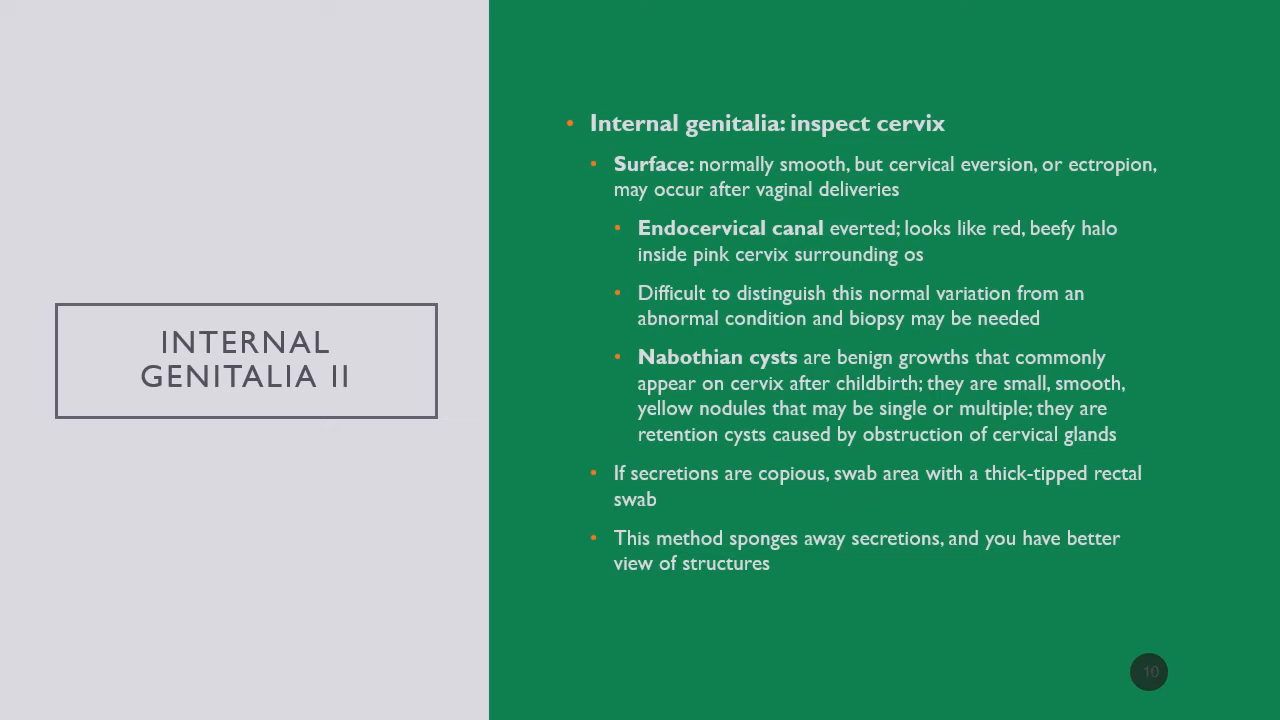 INTERNAL
GENITALIA II
• Internal genitalia: inspect cervix
• Surface: normally smooth, but cervical eversion, or ectropion,
may occur after vaginal deliveries
• Endocervical canal everted; looks like red, beefy halo
inside pink cervix surrounding os
• Difficult to distinguish this normal variation from an
abnormal condition and biopsy may be needed
• Nabothian cysts are benign growths that commonly
appear on cervix after childbirth; they are small, smooth,
yellow nodules that may be single or multiple; they are
retention cysts caused by obstruction of cervical glands
• If secretions are copious, swab area with a thick-tipped rectal
swab
• This method sponges away secretions, and you have better
view of structures
10